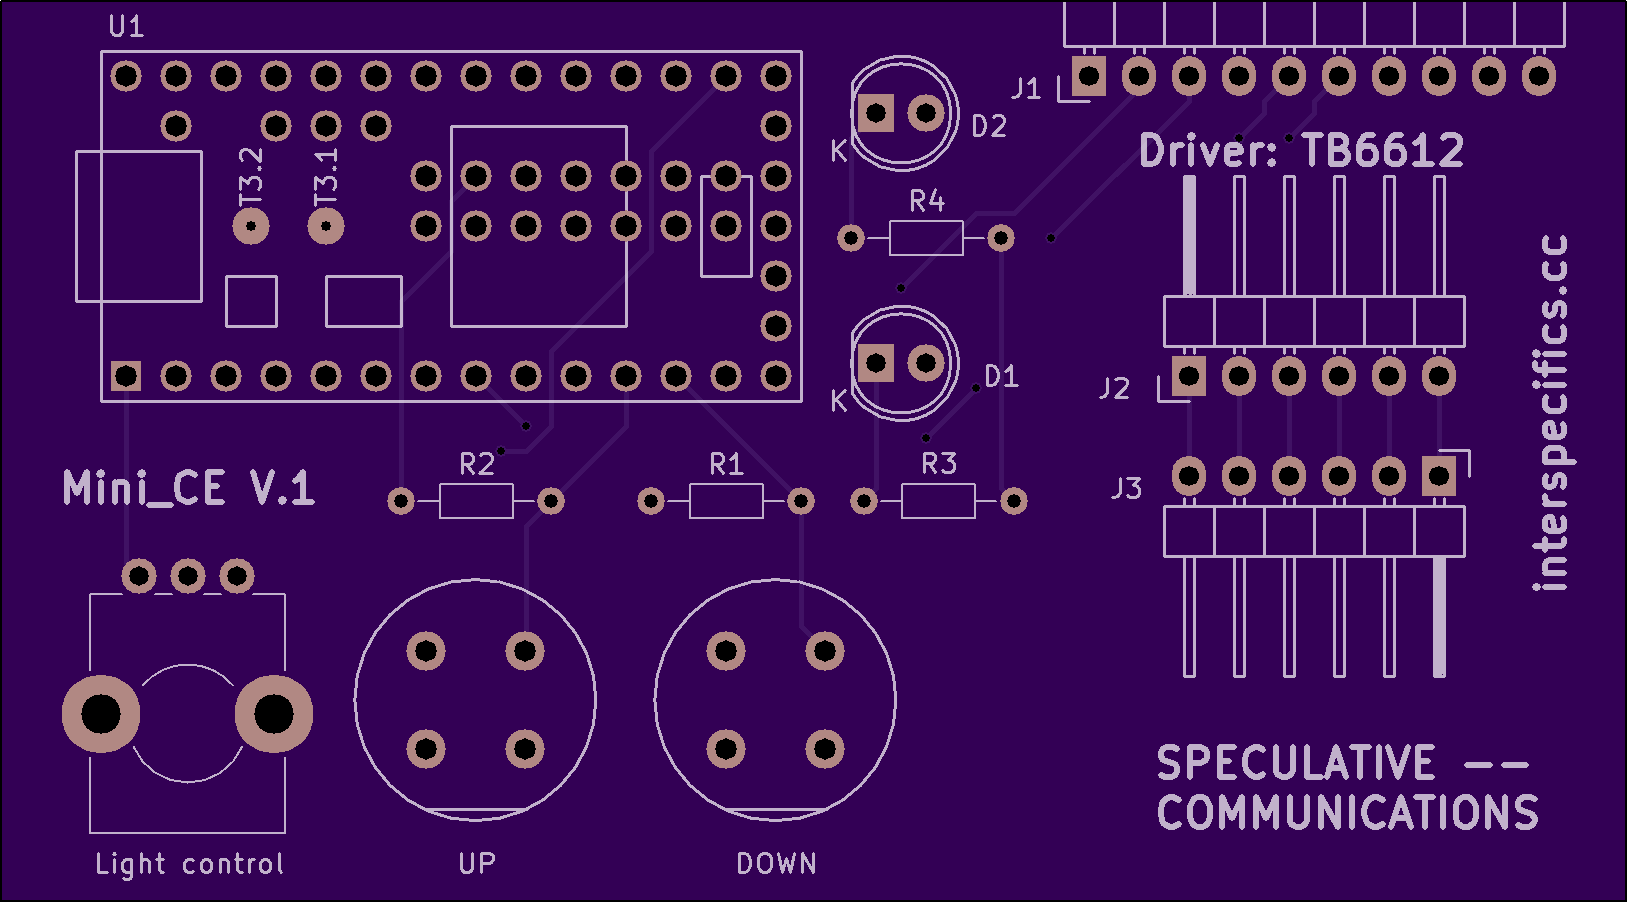 U1
J1
D2
K
Driver: TB6612
T3.2
T3.1
R4
interspecifics.cc
D1
J2
K
R2
R1
R3
Mini_CE V.1
J3
SPECULATIVE --
COMMUNICATIONS
Light control
UP
DOWN